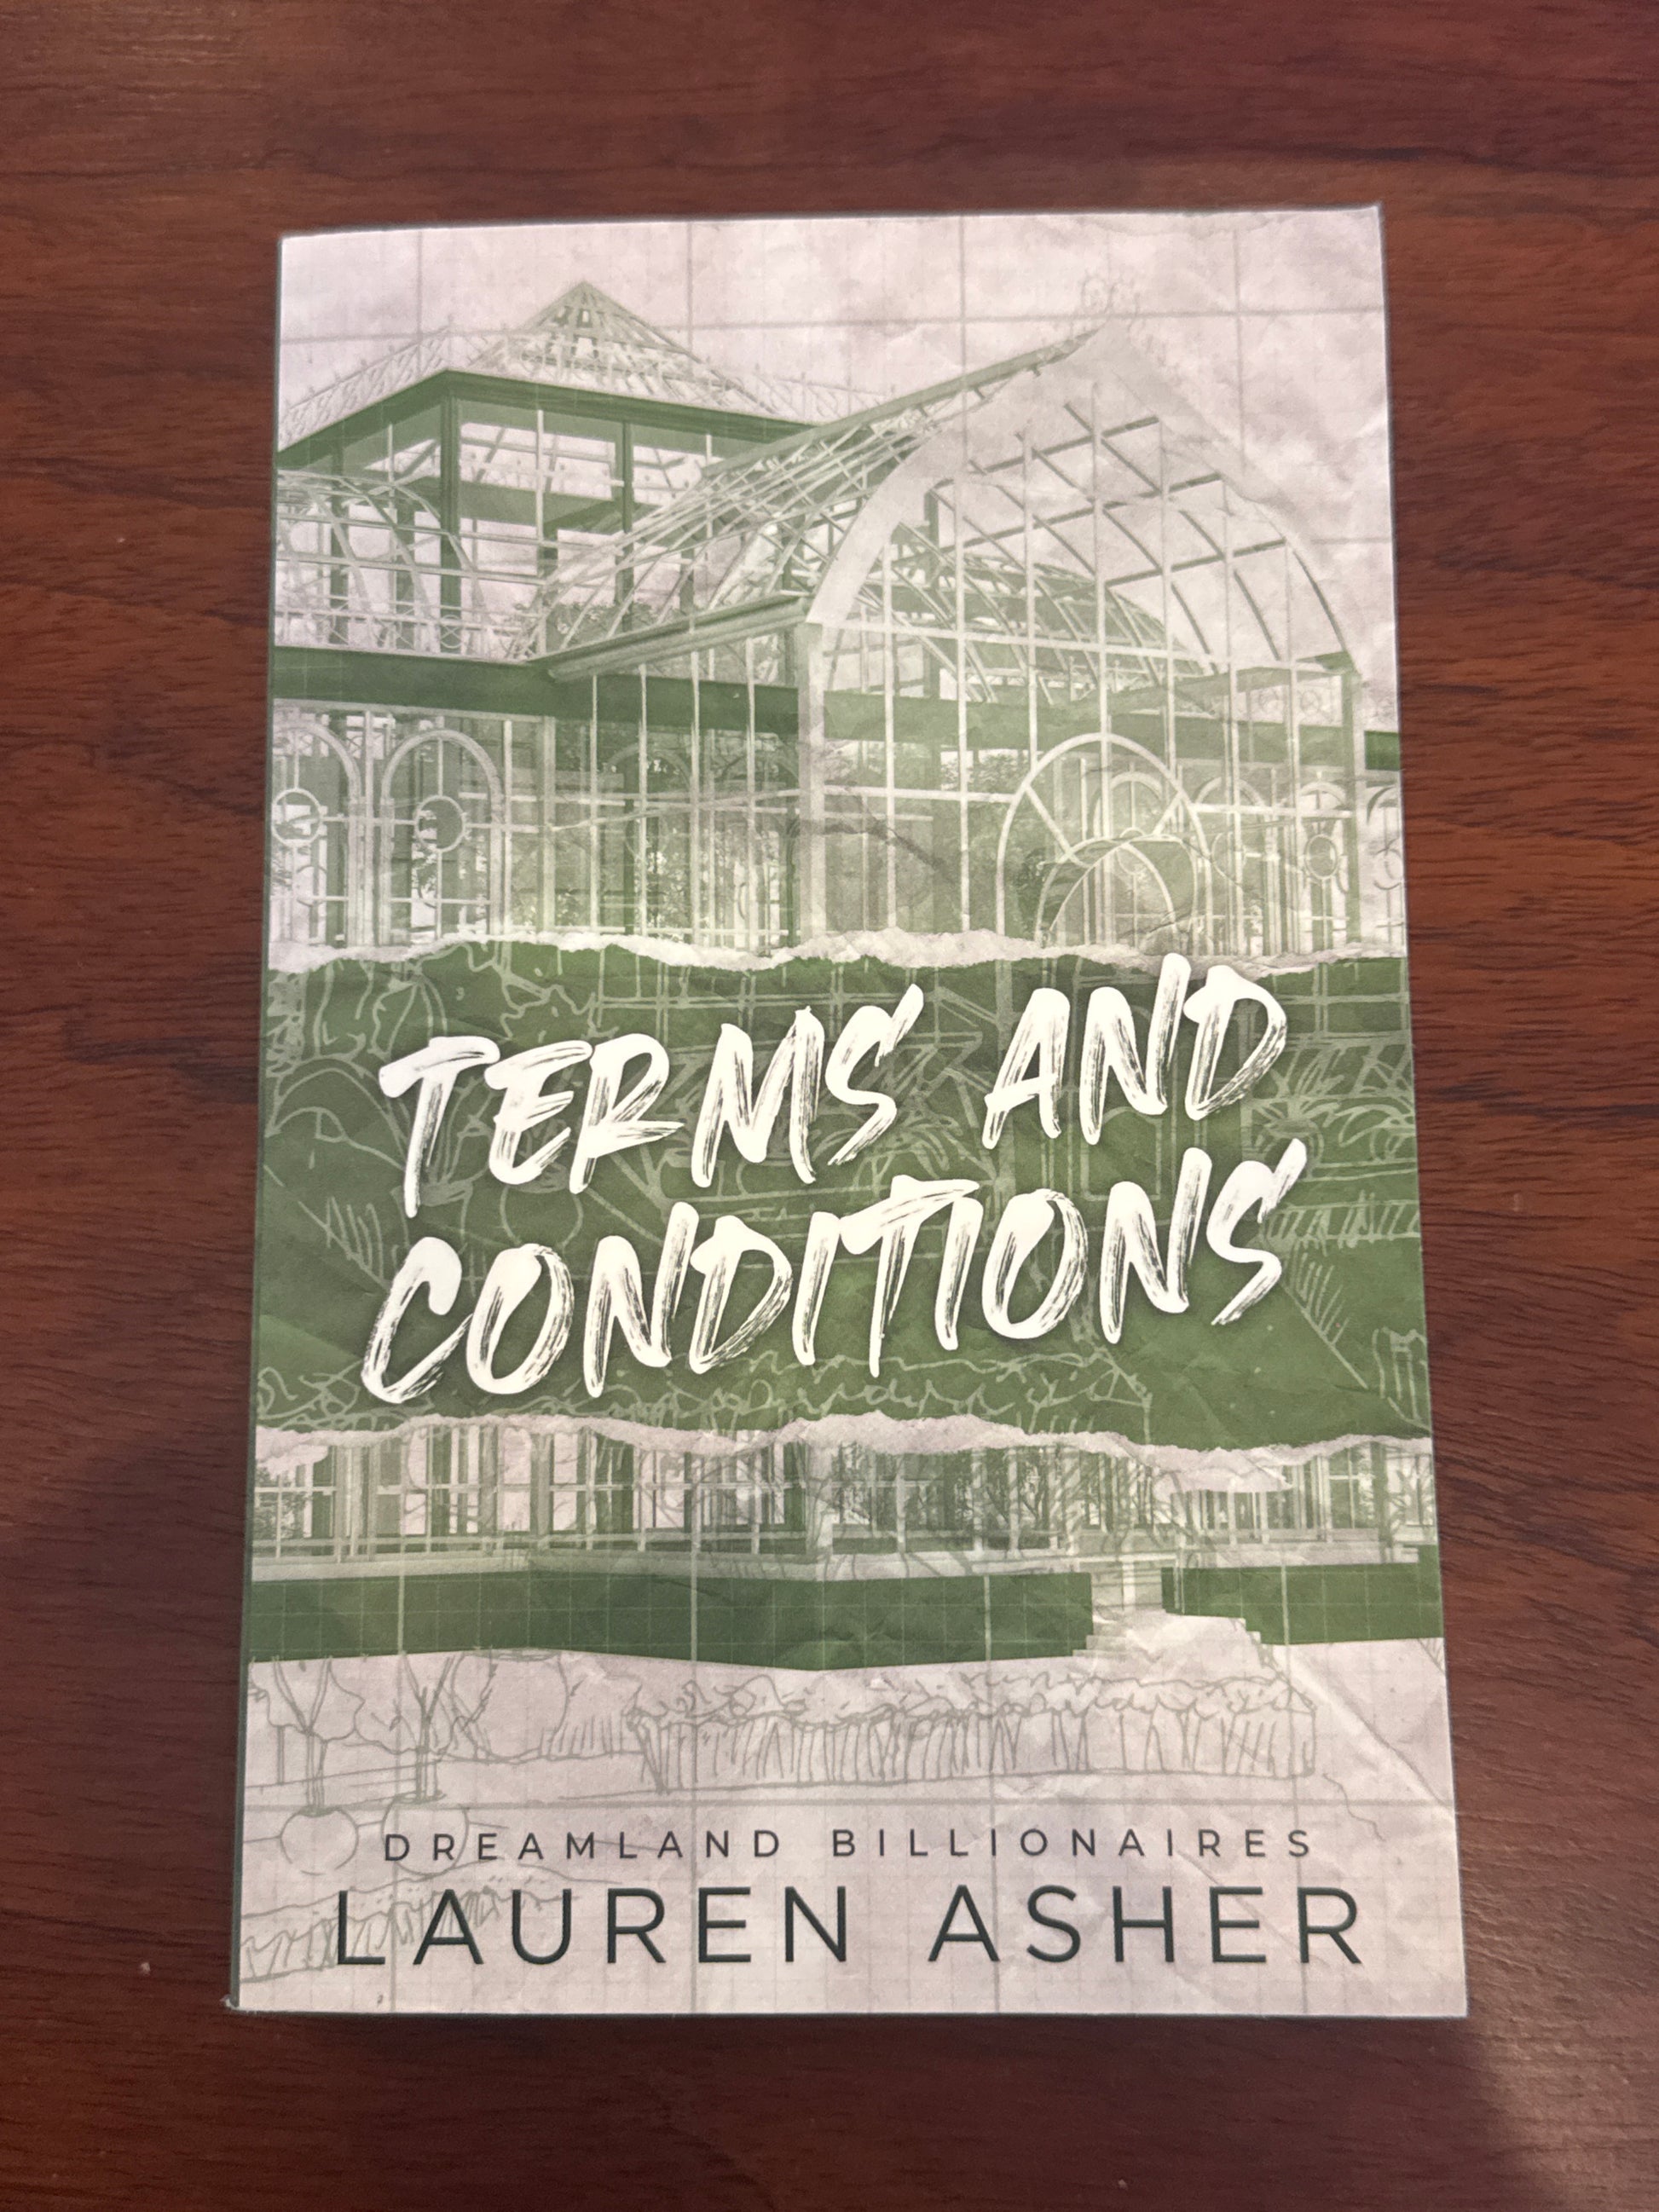 TERMS AND
CONDITIONS
DREAMLAND BILLIONAIRES
LAUREN ASHER